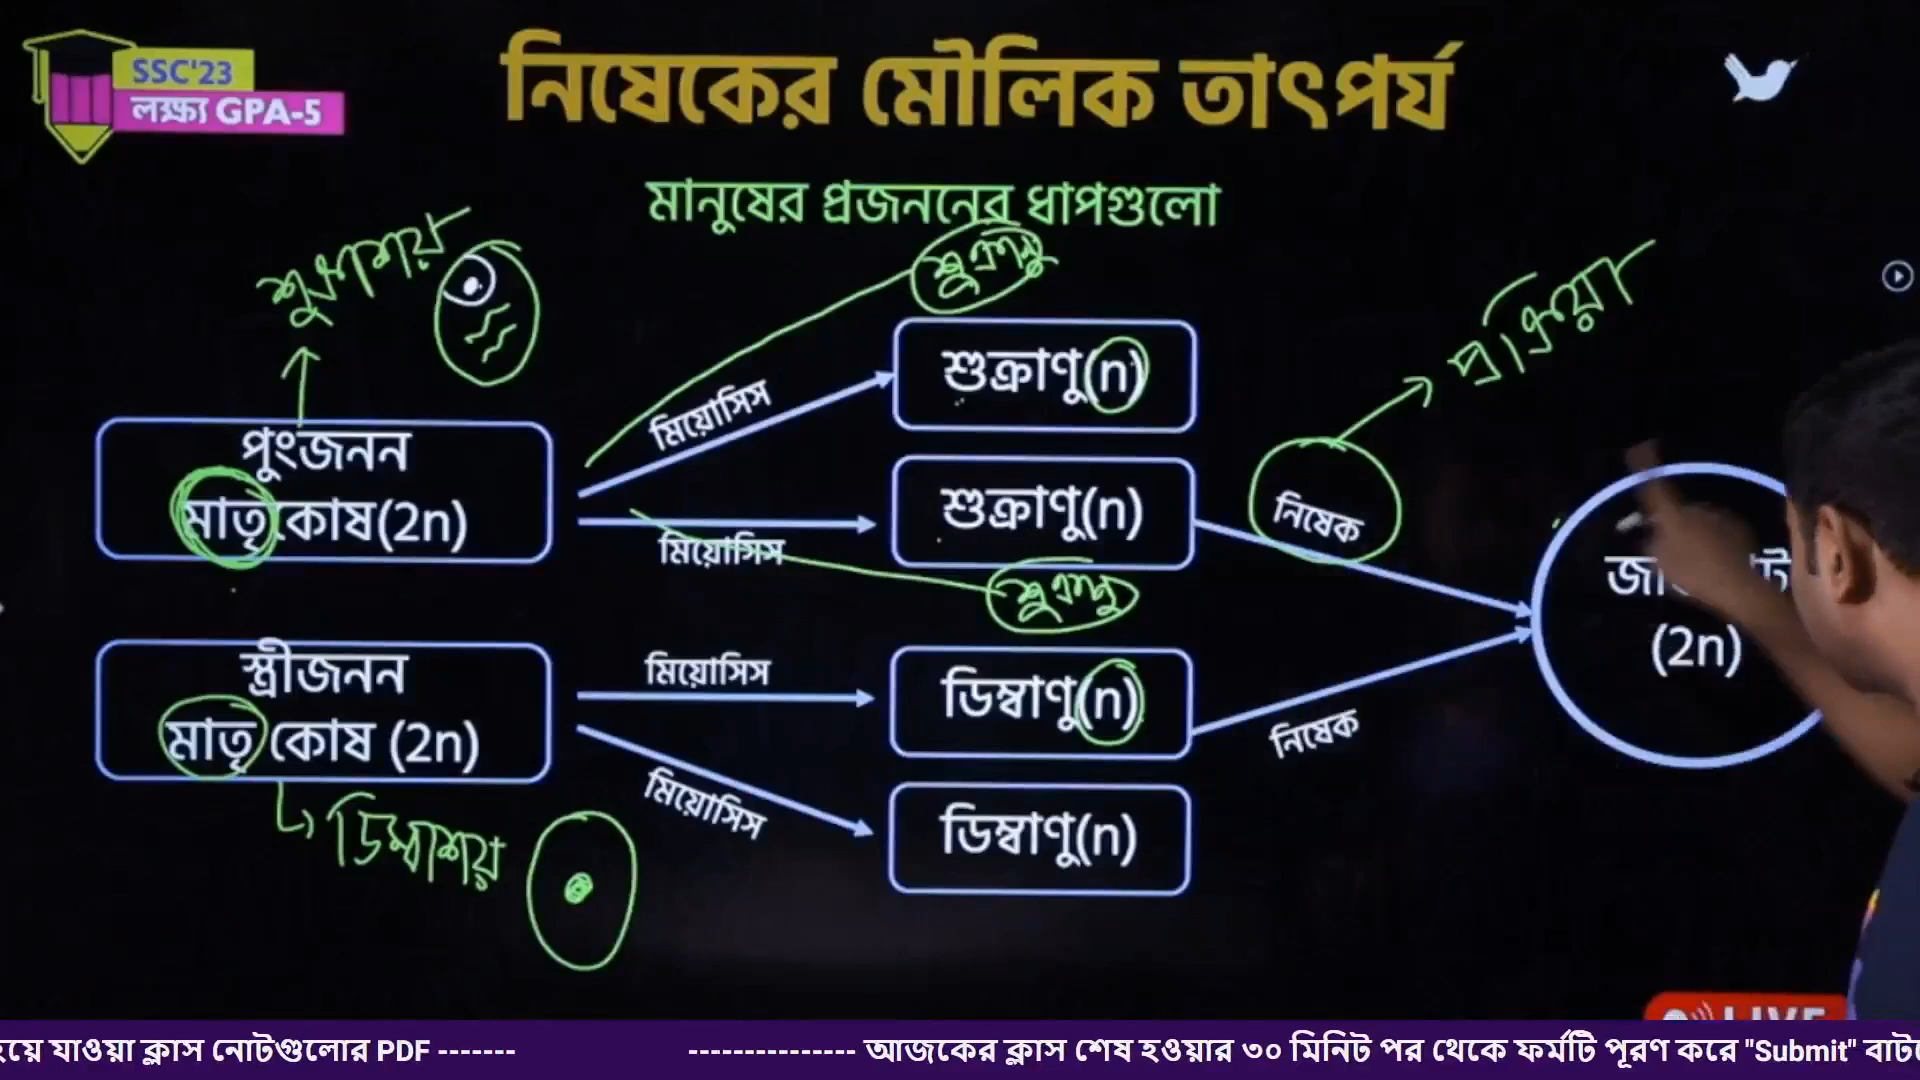 SSC'23
লক্ষ্য GPA-5
নিষেকের মৌলিক তাৎপর্য
মানুষের প্রজননের ধাপগুলো
শুক্রাশয়
শুক্রাণু
প্রক্রিয়া
পুংজনন
মাতৃকোষ(2n)
মিয়োসিস
শুক্রাণু(n)
মিয়োসিস
শুক্রাণু(n)
নিষেক
শুক্রাণু
(2n)
স্ত্রীজনন
মাতৃ কোষ (2n)
মিয়োসিস
ডিম্বাণু(n)
নিষেক
মিয়োসিস
ডিম্বাণু(n)
ডিম্বাশয়
LIVE
যাওয়া ক্লাস নোটগুলোর PDF ------- --------------- আজকের ক্লাস শেষ হওয়ার ৩০ মিনিট পর থেকে ফর্মটি পূরণ করে "Submit"